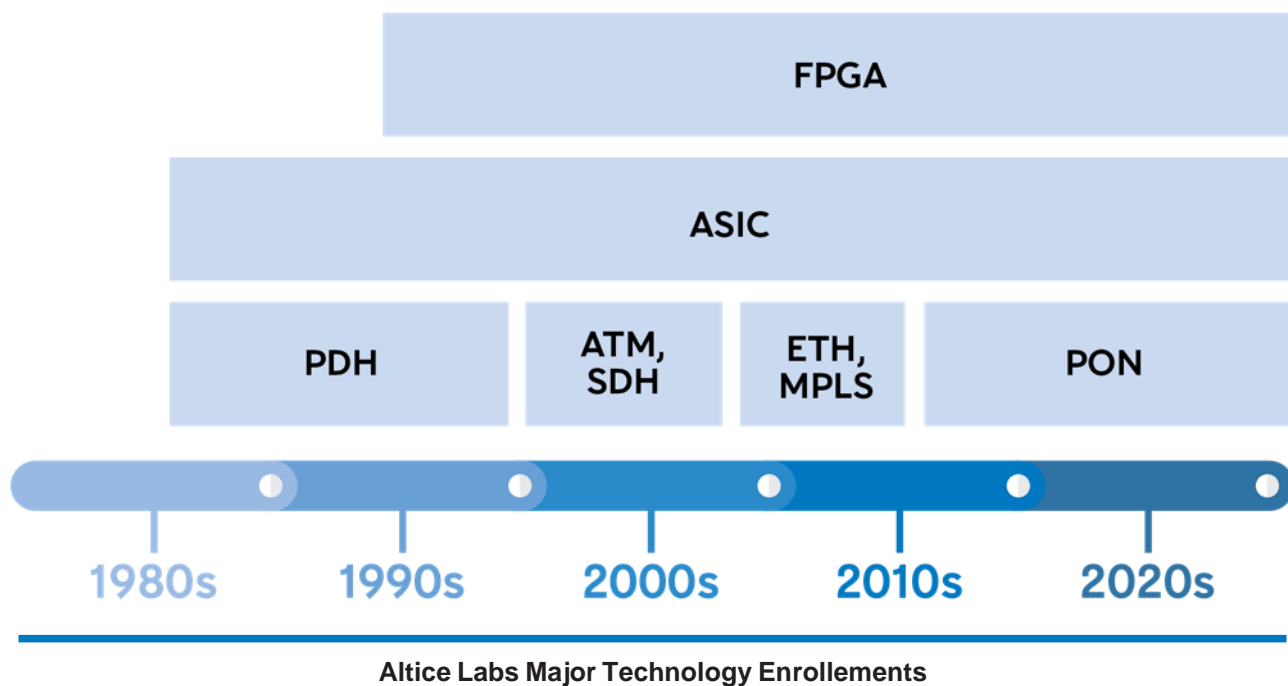 FPGA
ASIC
PDH
ATM,
SDH
ETH,
MPLS
PON
1980s
1990s
2000s
2010s
2020s
Altice Labs Major Technology Enrollements